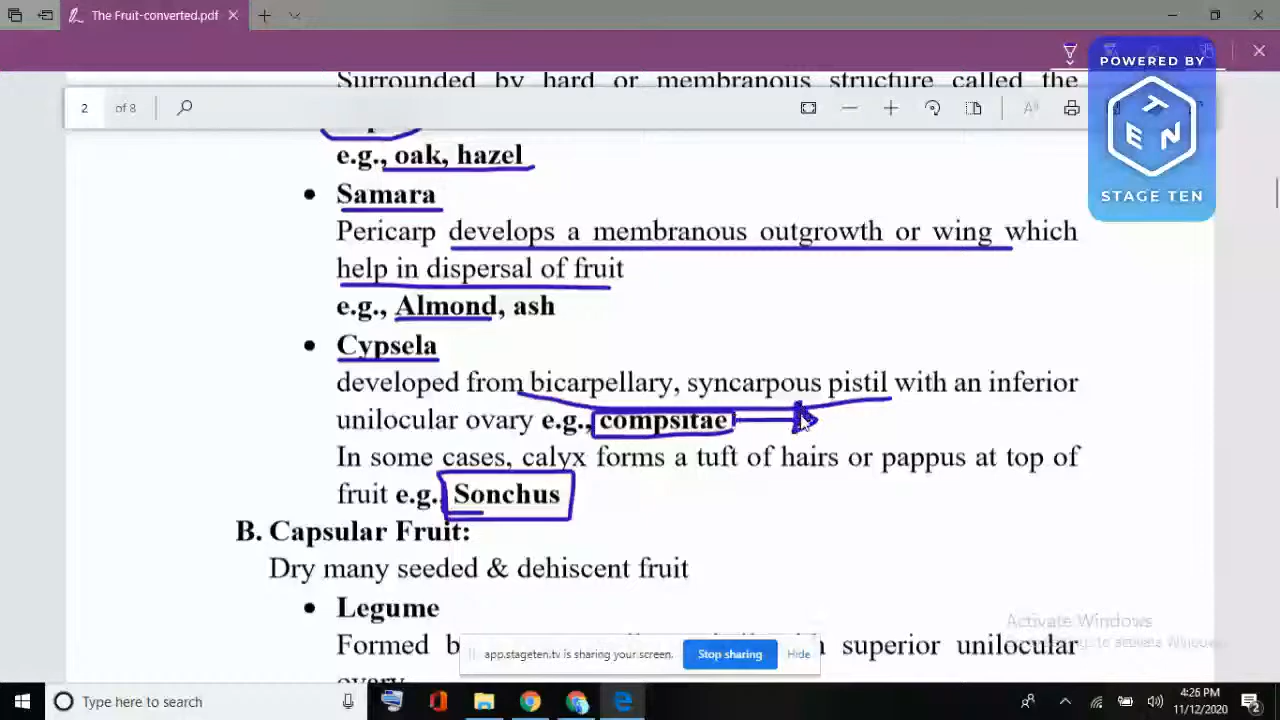 The Fruit-converted.pdf
POWERED BY
TEN
STAGE TEN
Surrounded by hard or membranous structure called the
2 of 8
e.g., oak, hazel
Samara
Pericarp develops a membranous outgrowth or wing which
help in dispersal of fruit
e.g., Almond, ash
Cypsela
developed from bicarpellary, syncarpous pistil with an inferior
unilocular ovary e.g., compsitae
In some cases, calyx forms a tuft of hairs or pappus at top of
fruit e.g. Sonchus
B. Capsular Fruit:
Dry many seeded & dehiscent fruit
Legume
Activate Windows
Formed superior unilocular
app.stageten.tv is sharing your screen. Stop sharing Hide
ovary
Type here to search
4:26 PM
11/12/2020
2